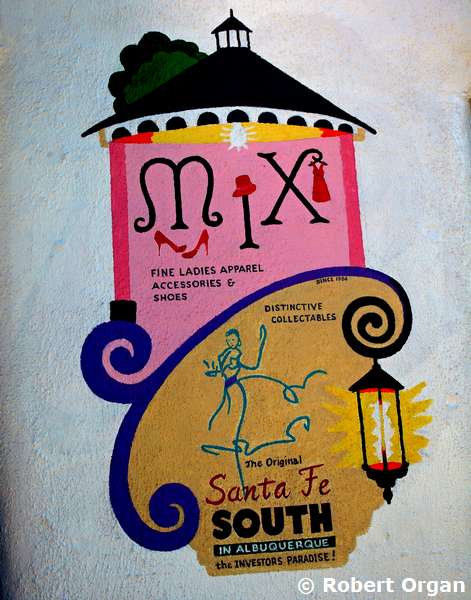 MiX
FINE LADIES APPAREL
ACCESSORIES &
SHOES
SINCE 1984
DISTINCTIVE
COLLECTABLES
The Original
Santa Fe
SOUTH
IN ALBUQUERQUE
the INVESTORS PARADISE!
© Robert Organ